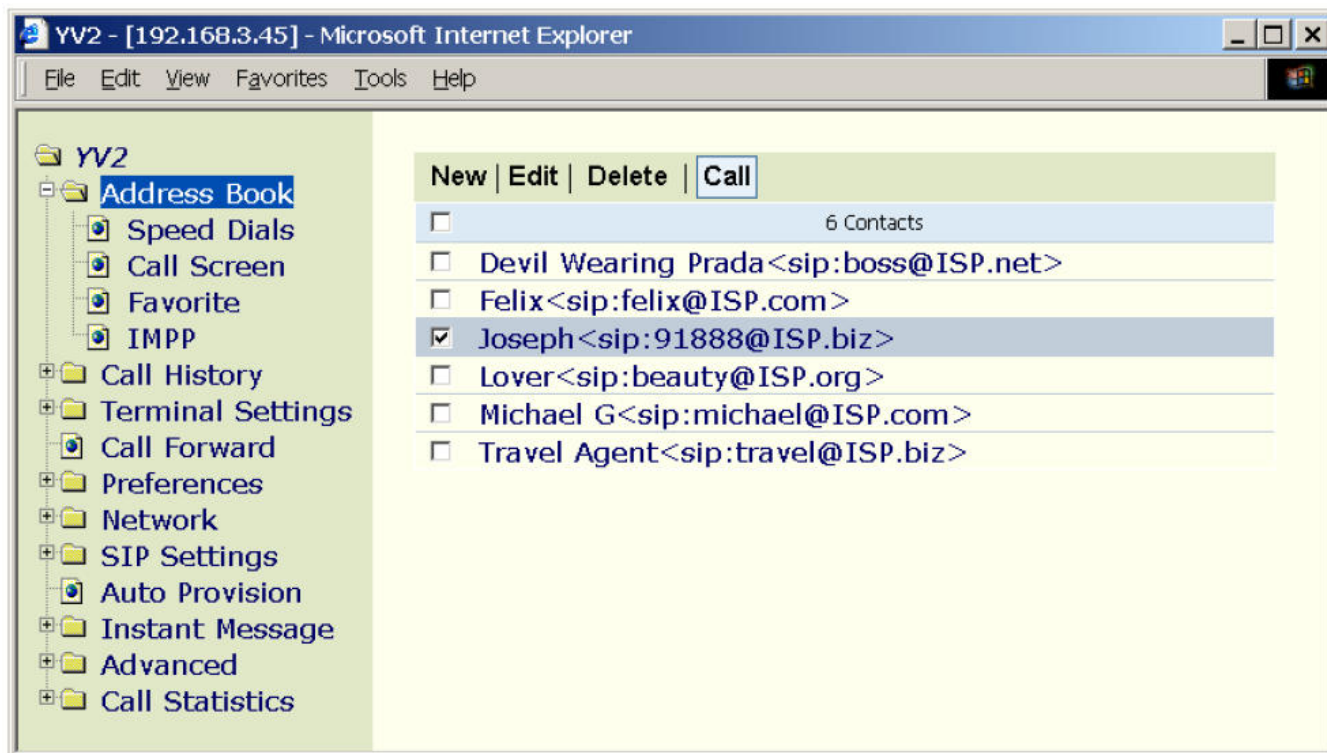 YV2 - [192.168.3.45] - Microsoft Internet Explorer
File Edit View Favorites Tools Help
YV2
Address Book
Speed Dials
Call Screen
Favorite
IMPP
Call History
Terminal Settings
Call Forward
Preferences
Network
SIP Settings
Auto Provision
Instant Message
Advanced
Call Statistics
New | Edit | Delete | Call
6 Contacts
Devil Wearing Prada<sip:boss@ISP.net>
Felix<sip:felix@ISP.com>
Joseph<sip:91888@ISP.biz>
Lover<sip:beauty@ISP.org>
Michael G<sip:michael@ISP.com>
Travel Agent<sip:travel@ISP.biz>